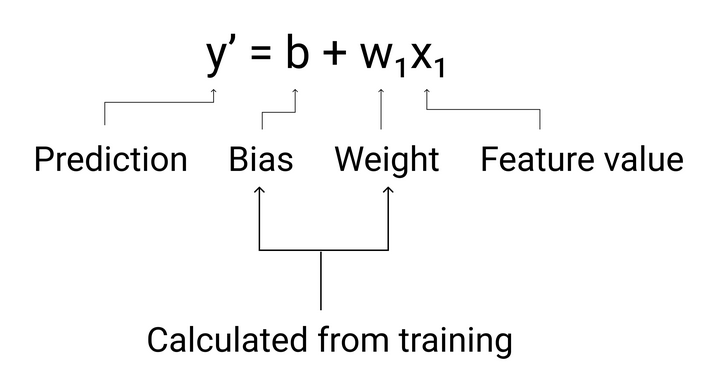 y’ = b + w₁x₁
Prediction Bias Weight Feature value
Calculated from training